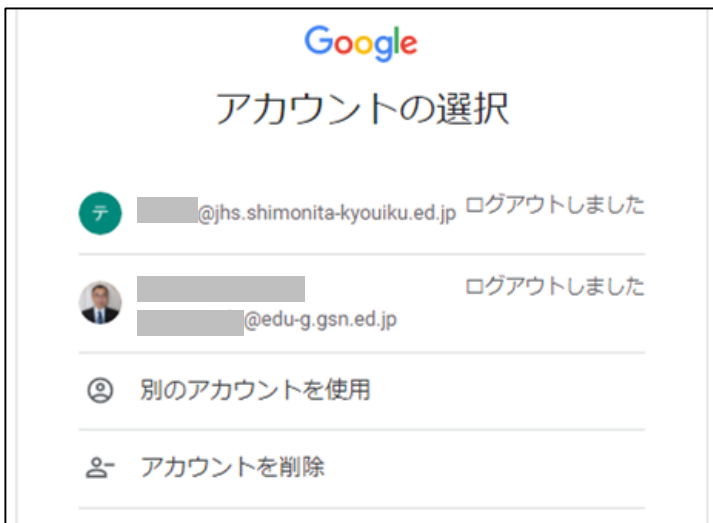 Google
アカウントの選択
テ
@jhs.shimonita-kyouiku.ed.jp ログアウトしました
ログアウトしました
@edu-g.gsn.ed.jp
別のアカウントを使用
アカウントを削除